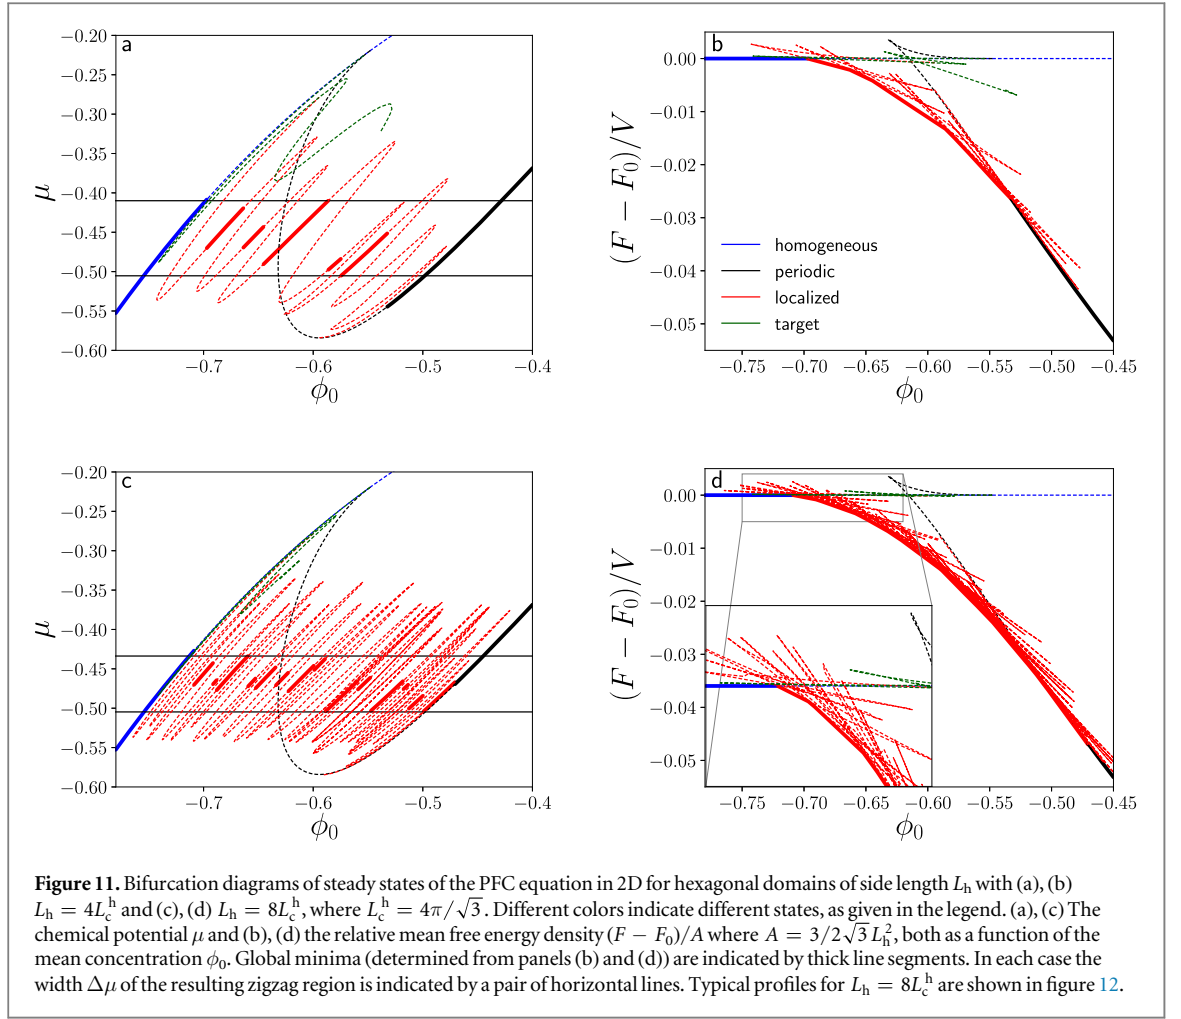 a
−0.20
−0.25
−0.30
−0.35
−0.40
−0.45
−0.50
−0.55
−0.60
μ
−0.7
−0.6
−0.5
−0.4
ϕ₀
b
0.00
−0.01
−0.02
−0.03
−0.04
−0.05
(F − F₀)/V
homogeneous
periodic
localized
target
−0.75
−0.70
−0.65
−0.60
−0.55
−0.50
−0.45
ϕ₀
c
−0.20
−0.25
−0.30
−0.35
−0.40
−0.45
−0.50
−0.55
−0.60
μ
−0.7
−0.6
−0.5
−0.4
ϕ₀
d
0.00
−0.01
−0.02
−0.03
−0.04
−0.05
(F − F₀)/V
−0.75
−0.70
−0.65
−0.60
−0.55
−0.50
−0.45
ϕ₀
Figure 11. Bifurcation diagrams of steady states of the PFC equation in 2D for hexagonal domains of side length Lₕ with (a), (b)
Lₕ = 4L_c^h and (c), (d) Lₕ = 8L_c^h, where L_c^h = 4π/√3. Different colors indicate different states, as given in the legend. (a), (c) The
chemical potential μ and (b), (d) the relative mean free energy density (F − F₀)/A where A = 3/2√3 Lₕ², both as a function of the
mean concentration ϕ₀. Global minima (determined from panels (b) and (d)) are indicated by thick line segments. In each case the
width Δμ of the resulting zigzag region is indicated by a pair of horizontal lines. Typical profiles for Lₕ = 8L_c^h are shown in figure 12.